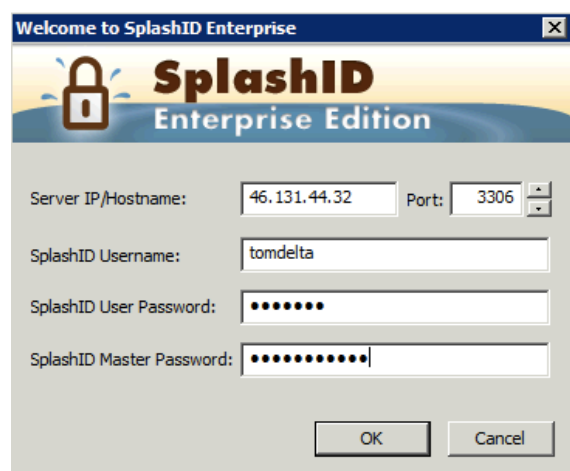 Welcome to SplashID Enterprise
SplashID
Enterprise Edition
Server IP/Hostname: 46.131.44.32 Port: 3306
SplashID Username: tomdelta
SplashID User Password: •••••••
SplashID Master Password: •••••••••••
OK Cancel